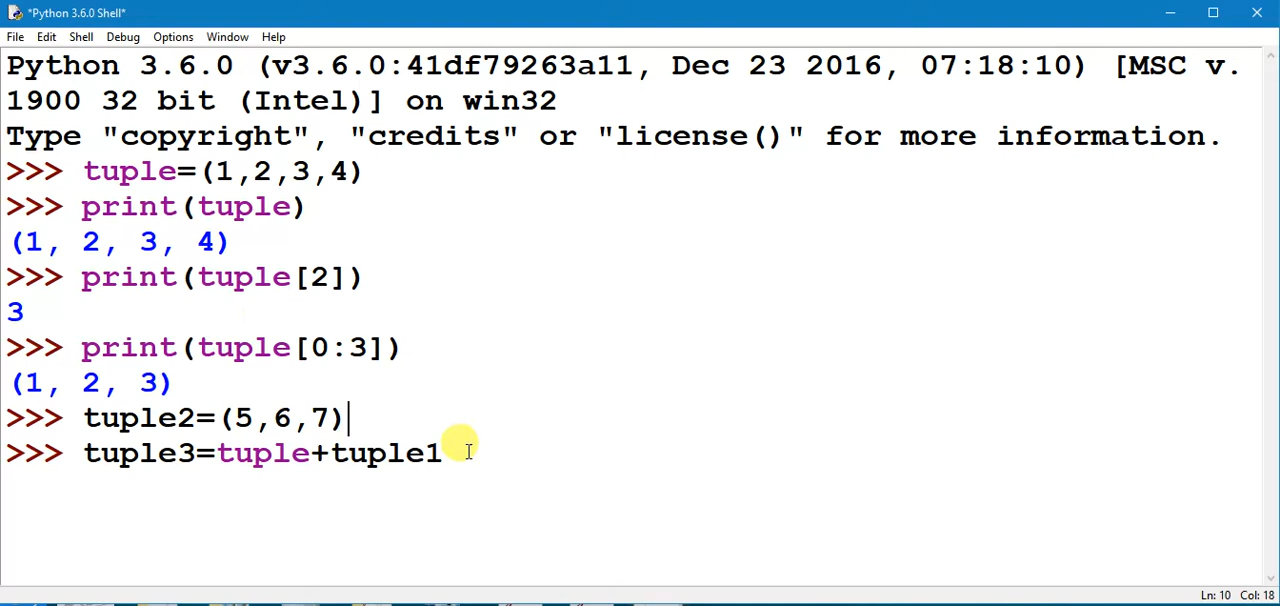 *Python 3.6.0 Shell*
File Edit Shell Debug Options Window Help
Python 3.6.0 (v3.6.0:41df79263a11, Dec 23 2016, 07:18:10) [MSC v.
1900 32 bit (Intel)] on win32
Type "copyright", "credits" or "license()" for more information.
>>> tuple=(1,2,3,4)
>>> print(tuple)
(1, 2, 3, 4)
>>> print(tuple[2])
3
>>> print(tuple[0:3])
(1, 2, 3)
>>> tuple2=(5,6,7)
>>> tuple3=tuple+tuple1
Ln: 10 Col: 18